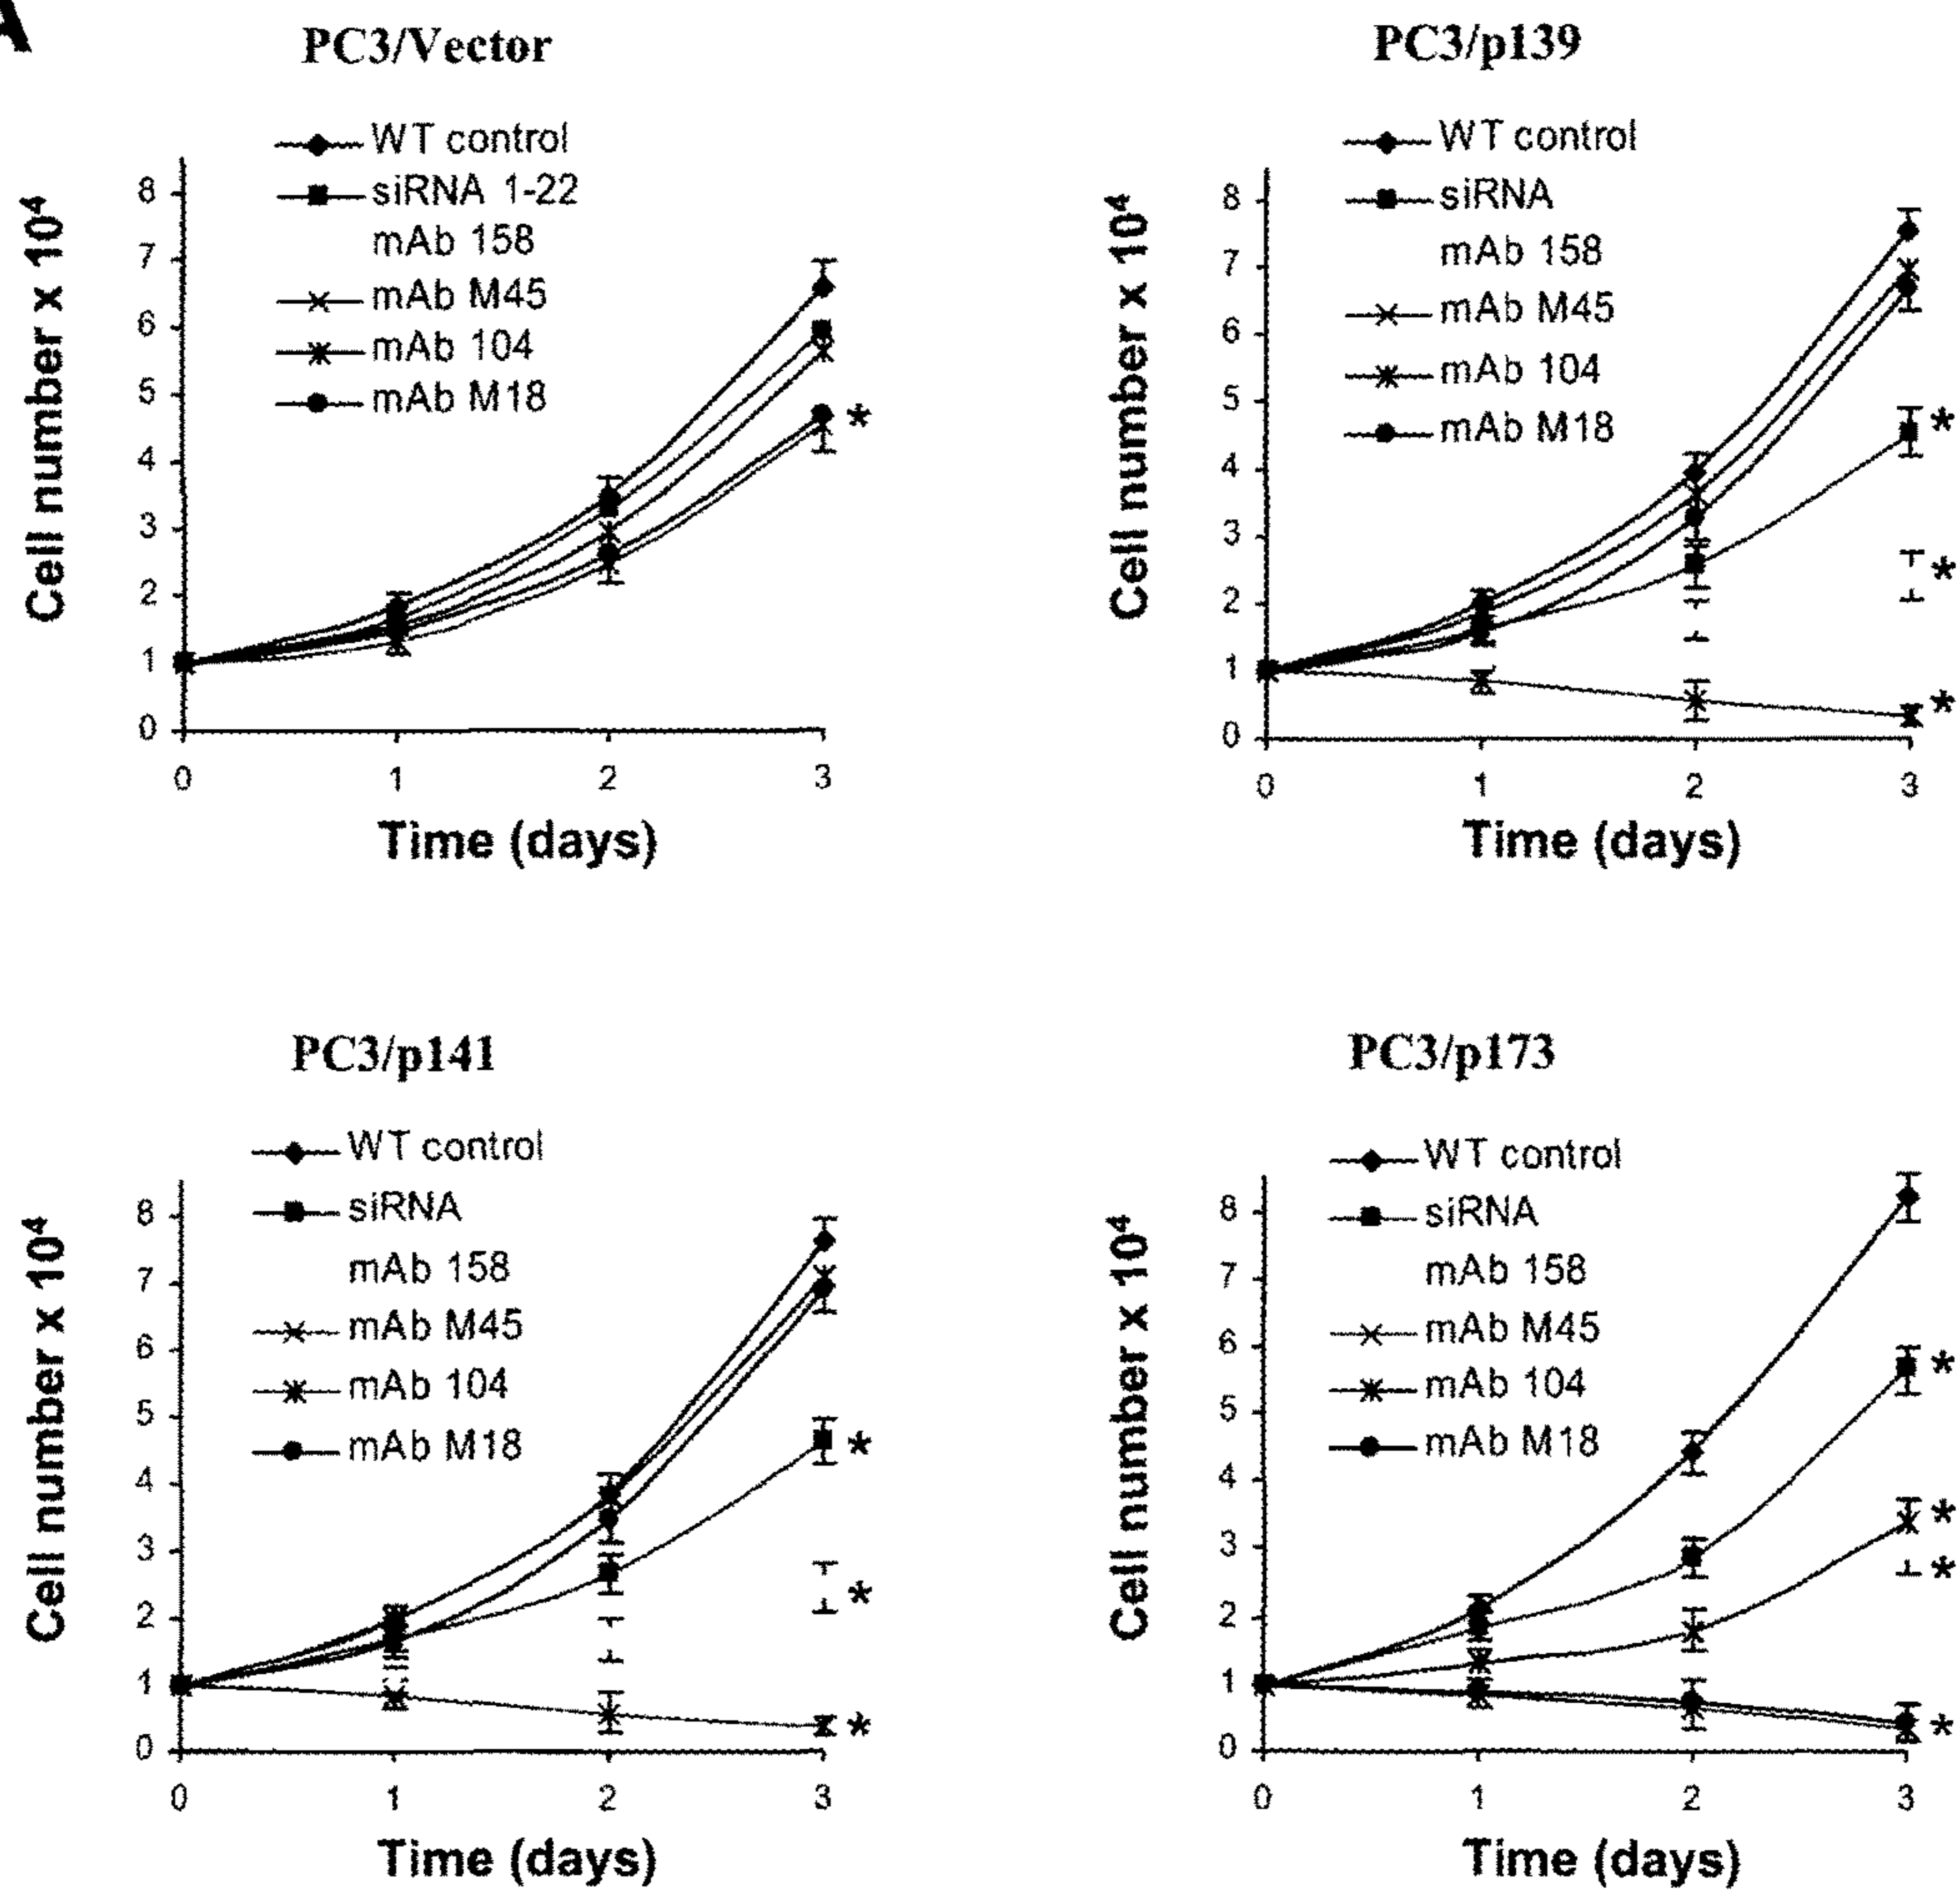 A
PC3/Vector
WT control
siRNA 1-22
mAb 158
mAb M45
mAb 104
mAb M18
Cell number x 10⁴
8
7
6
5
4
3
2
1
0
*
0 1 2 3
Time (days)
PC3/p139
WT control
siRNA
mAb 158
mAb M45
mAb 104
mAb M18
Cell number x 10⁴
8
7
6
5
4
3
2
1
0
*
*
*
0 1 2 3
Time (days)
PC3/p141
WT control
siRNA
mAb 158
mAb M45
mAb 104
mAb M18
Cell number x 10⁴
8
7
6
5
4
3
2
1
0
*
*
*
0 1 2 3
Time (days)
PC3/p173
WT control
siRNA
mAb 158
mAb M45
mAb 104
mAb M18
Cell number x 10⁴
8
7
6
5
4
3
2
1
0
*
*
*
*
0 1 2 3
Time (days)